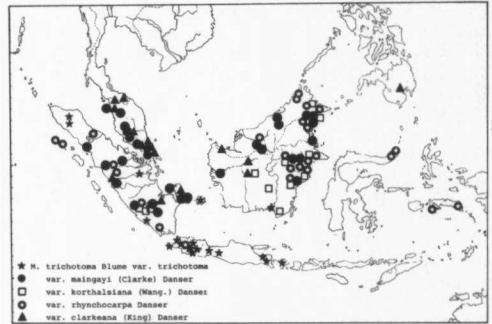 ★ M. trichotoma Blume var. trichotoma
● var. maingayi (Clarke) Danser
□ var. korthalsiana (Wang.) Danser
○ var. rhynchocarpa Danser
▲ var. clarkeana (King) Danser